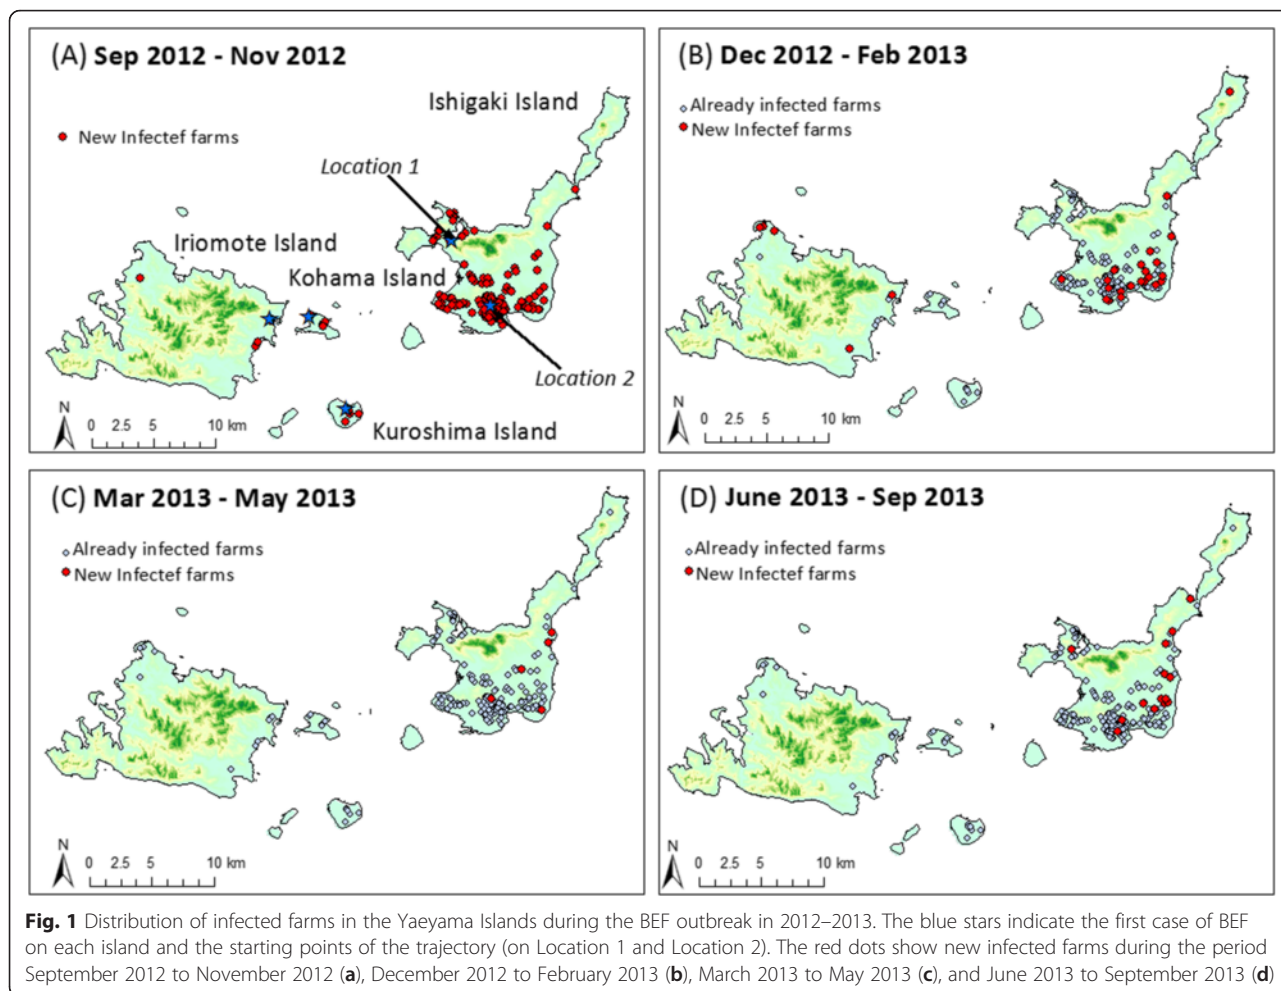 (A) Sep 2012 - Nov 2012
Ishigaki Island
New Infectef farms
Location 1
Iriomote Island
Kohama Island
Location 2
N
0 2.5 5 10 km
Kuroshima Island
(B) Dec 2012 - Feb 2013
Already infected farms
New Infectef farms
N
0 2.5 5 10 km
(C) Mar 2013 - May 2013
Already infected farms
New Infectef farms
N
0 2.5 5 10 km
(D) June 2013 - Sep 2013
Already infected farms
New Infectef farms
N
0 2.5 5 10 km
Fig. 1 Distribution of infected farms in the Yaeyama Islands during the BEF outbreak in 2012–2013. The blue stars indicate the first case of BEF
on each island and the starting points of the trajectory (on Location 1 and Location 2). The red dots show new infected farms during the period
September 2012 to November 2012 (a), December 2012 to February 2013 (b), March 2013 to May 2013 (c), and June 2013 to September 2013 (d)